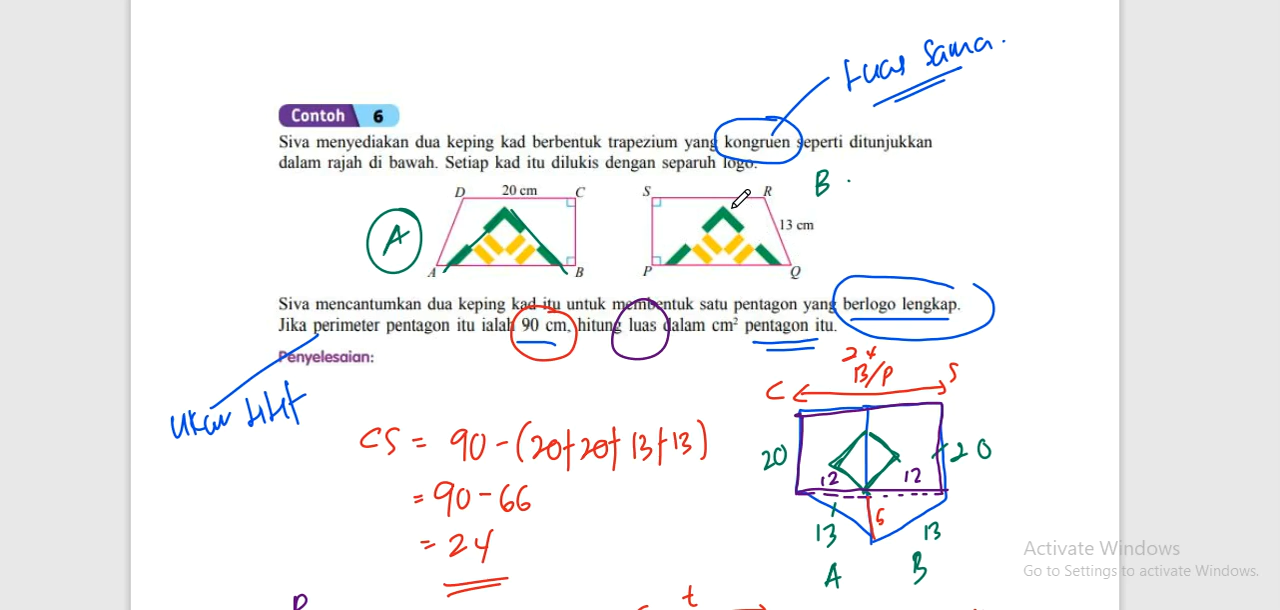 Luas Sama.
Contoh 6
Siva menyediakan dua keping kad berbentuk trapezium yang kongruen seperti ditunjukkan
dalam rajah di bawah. Setiap kad itu dilukis dengan separuh logo.
B
D 20 cm C S R
A 13 cm
A B P Q
Siva mencantumkan dua keping kad itu untuk membentuk satu pentagon yang berlogo lengkap.
Jika perimeter pentagon itu ialah 90 cm, hitung luas dalam cm² pentagon itu.
Penyelesaian:
24
C B/P S
CS = 90 - (20+20+13+13)
20 20
12 12
= 90 - 66
5
13 13
= 24
A B
Activate Windows
Go to Settings to activate Windows.
t